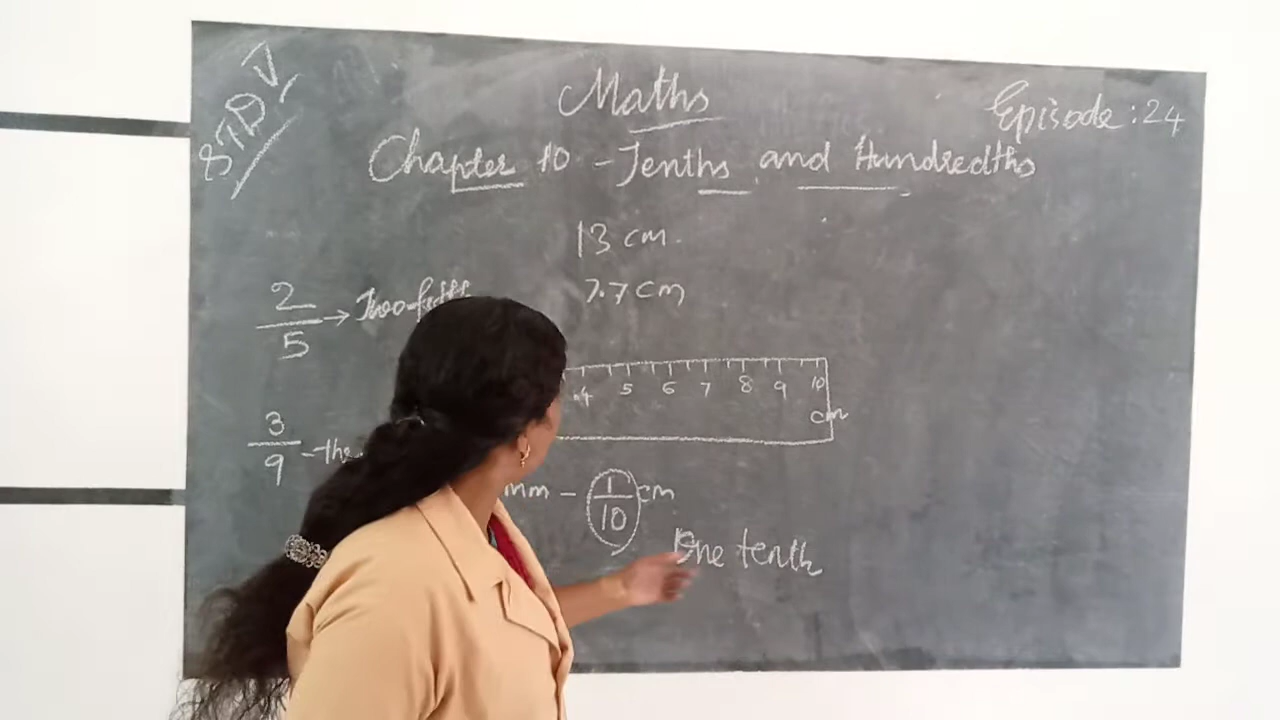 STD V
Maths
Episode : 24
Chapter 10 - Tenths and Hundredths
13 cm.
7.7 cm
2/5 → Two-fifth
4 5 6 7 8 9 10
cm
3/9 - the
mm - 1/10 cm
One tenth